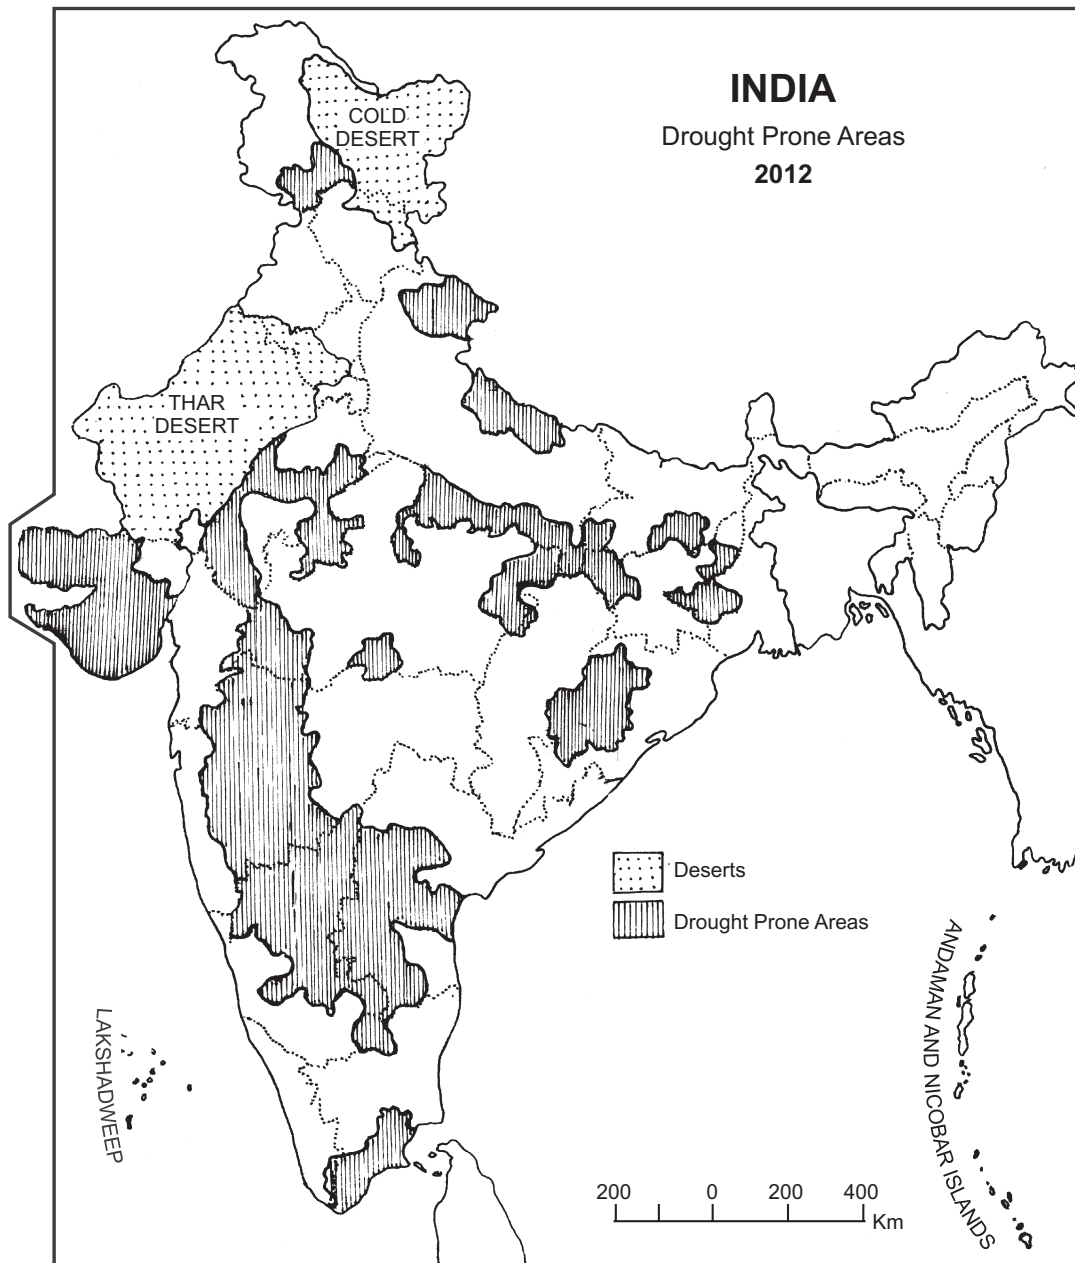 INDIA
Drought Prone Areas
2012
COLD
DESERT
THAR
DESERT
Deserts
Drought Prone Areas
LAKSHADWEEP
ANDAMAN AND NICOBAR ISLANDS
200 0 200 400
Km